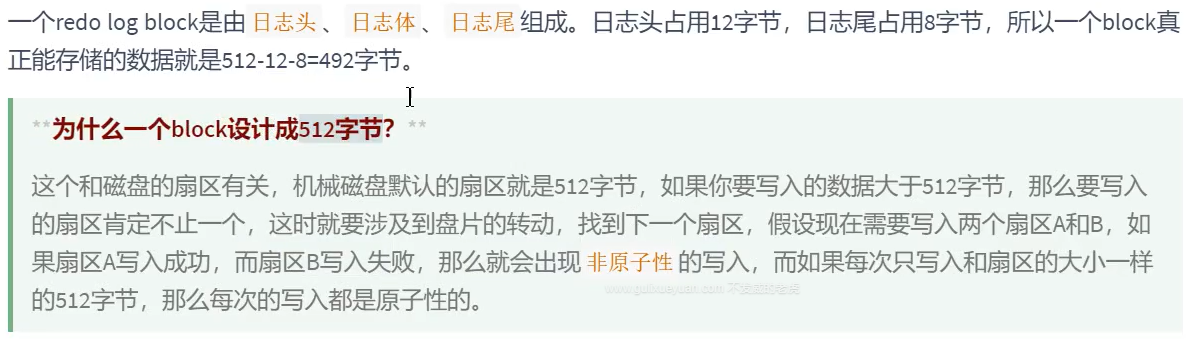 一个redo log block是由 日志头 、 日志体 、 日志尾 组成。日志头占用12字节，日志尾占用8字节，所以一个block真
正能存储的数据就是512-12-8=492字节。
**为什么一个block设计成512字节？**
这个和磁盘的扇区有关，机械磁盘默认的扇区就是512字节，如果你要写入的数据大于512字节，那么要写入
的扇区肯定不止一个，这时就要涉及到盘片的转动，找到下一个扇区，假设现在需要写入两个扇区A和B，如
果扇区A写入成功，而扇区B写入失败，那么就会出现 非原子性 的写入，而如果每次只写入和扇区的大小一样
的512字节，那么每次的写入都是原子性的。